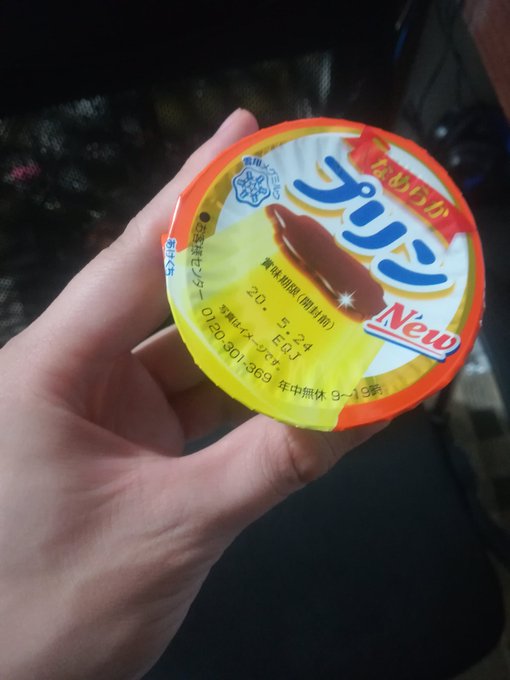 雪印メグミルク
なめらか
プリン
New
あけくち
●お客様センター
賞味期限(開封前)
20. 5.24
EQJ
写真はイメージです。
0120-301-369 年中無休 9〜19時